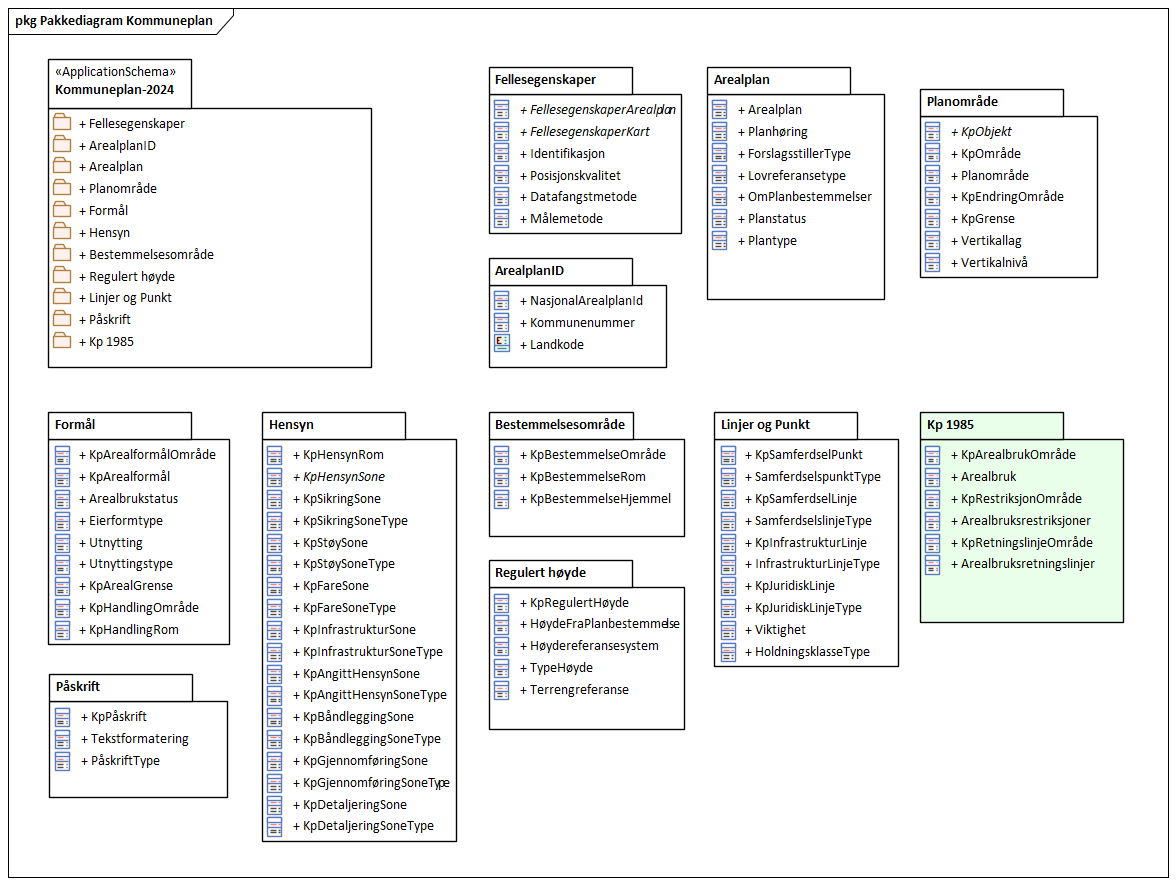 pkg Pakkediagram Kommuneplan
«ApplicationSchema»
Kommuneplan-2024
+ Fellesegenskaper
+ ArealplanID
+ Arealplan
+ Planområde
+ Formål
+ Hensyn
+ Bestemmelsesområde
+ Regulert høyde
+ Linjer og Punkt
+ Påskrift
+ Kp 1985
Fellesegenskaper
+ FellesegenskaperArealplan
+ FellesegenskaperKart
+ Identifikasjon
+ Posisjonskvalitet
+ Datafangstmetode
+ Målemetode
Arealplan
+ Arealplan
+ Planhøring
+ ForslagsstillerType
+ Lovreferansetype
+ OmPlanbestemmelser
+ Planstatus
+ Plantype
Planområde
+ KpObjekt
+ KpOmråde
+ Planområde
+ KpEndringOmråde
+ KpGrense
+ Vertikallag
+ Vertikalnivå
ArealplanID
+ NasjonalArealplanId
+ Kommunenummer
+ Landkode
Formål
+ KpArealformålOmråde
+ KpArealformål
+ Arealbrukstatus
+ Eierformtype
+ Utnytting
+ Utnyttingstype
+ KpArealGrense
+ KpHandlingOmråde
+ KpHandlingRom
Hensyn
+ KpHensynRom
+ KpHensynSone
+ KpSikringSone
+ KpSikringSoneType
+ KpStøySone
+ KpStøySoneType
+ KpFareSone
+ KpFareSoneType
+ KpInfrastrukturSone
+ KpInfrastrukturSoneType
+ KpAngittHensynSone
+ KpAngittHensynSoneType
+ KpBåndleggingSone
+ KpBåndleggingSoneType
+ KpGjennomføringSone
+ KpGjennomføringSoneType
+ KpDetaljeringSone
+ KpDetaljeringSoneType
Bestemmelsesområde
+ KpBestemmelseOmråde
+ KpBestemmelseRom
+ KpBestemmelseHjemmel
Linjer og Punkt
+ KpSamferdselPunkt
+ SamferdselspunktType
+ KpSamferdselLinje
+ SamferdselslinjeType
+ KpInfrastrukturLinje
+ InfrastrukturLinjeType
+ KpJuridiskLinje
+ KpJuridiskLinjeType
+ Viktighet
+ HoldningsklasseType
Kp 1985
+ KpArealbrukOmråde
+ Arealbruk
+ KpRestriksjonOmråde
+ Arealbruksrestriksjoner
+ KpRetningslinjeOmråde
+ Arealbruksretningslinjer
Regulert høyde
+ KpRegulertHøyde
+ HøydeFraPlanbestemmelse
+ Høydereferansesystem
+ TypeHøyde
+ Terrengreferanse
Påskrift
+ KpPåskrift
+ Tekstformatering
+ PåskriftType